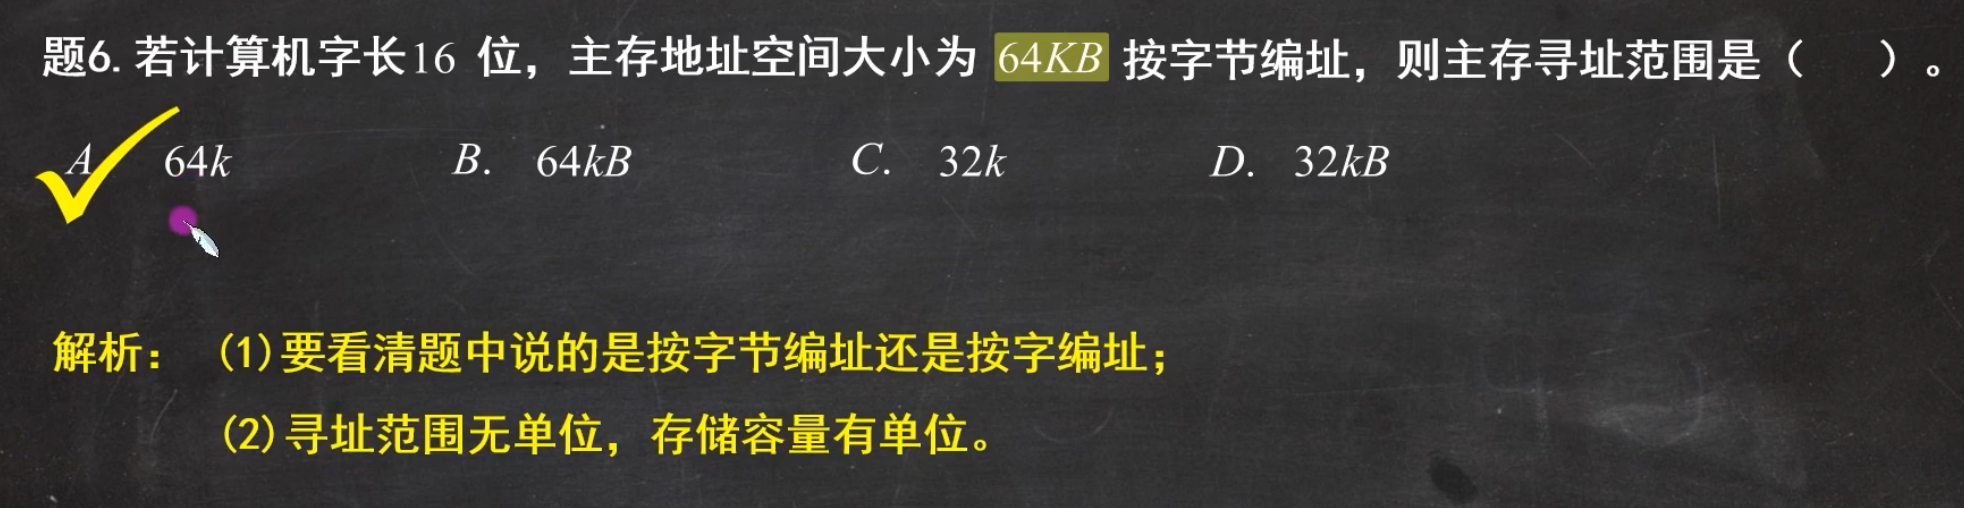 题6. 若计算机字长16 位，主存地址空间大小为 64KB 按字节编址，则主存寻址范围是（ ）。
A 64k B. 64kB C. 32k D. 32kB
解析： (1)要看清题中说的是按字节编址还是按字编址；
(2)寻址范围无单位，存储容量有单位。